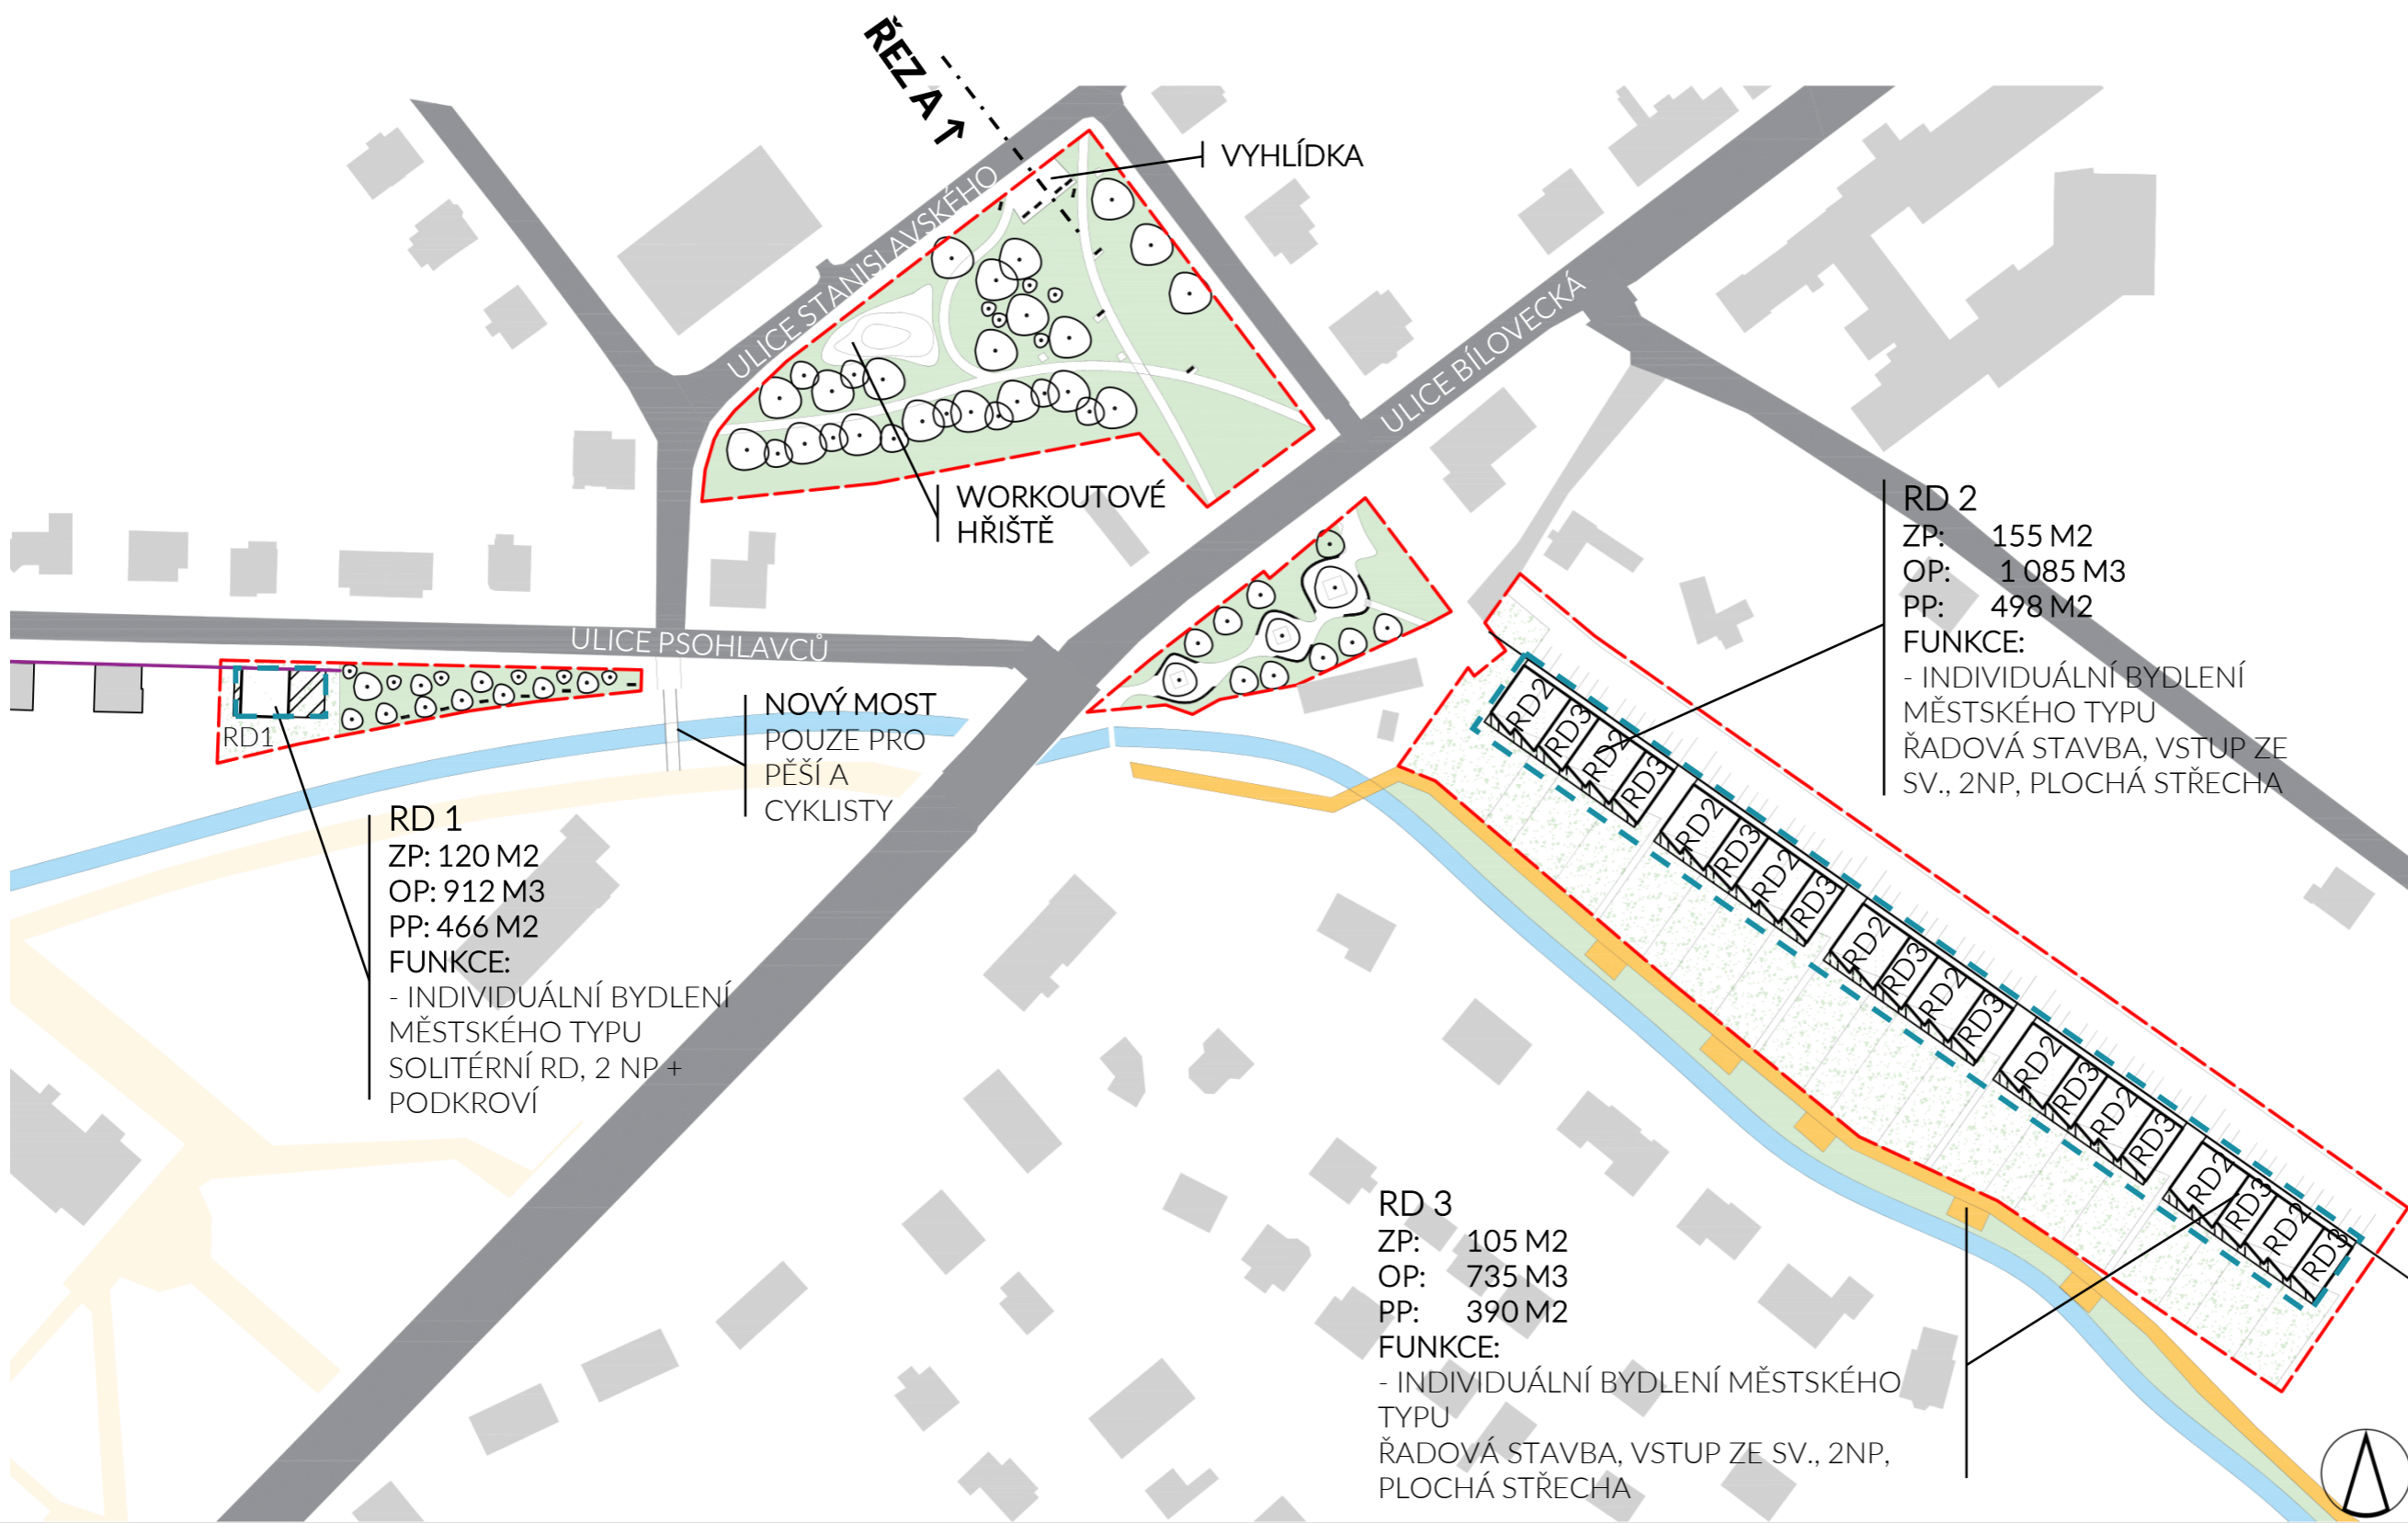 ŘEZ A
VYHLÍDKA
ULICE STANISLAVSKÉHO
ULICE BÍLOVECKÁ
WORKOUTOVÉ
HŘIŠTĚ
RD 2
ZP: 155 M2
OP: 1 085 M3
PP: 498 M2
FUNKCE:
- INDIVIDUÁLNÍ BYDLENÍ
MĚSTSKÉHO TYPU
ŘADOVÁ STAVBA, VSTUP ZE
SV., 2NP, PLOCHÁ STŘECHA
ULICE PSOHLAVCŮ
NOVÝ MOST
POUZE PRO
PĚŠÍ A
CYKLISTY
RD1
RD 1
ZP: 120 M2
OP: 912 M3
PP: 466 M2
FUNKCE:
- INDIVIDUÁLNÍ BYDLENÍ
MĚSTSKÉHO TYPU
SOLITÉRNÍ RD, 2 NP +
PODKROVÍ
RD2
RD3
RD2
RD3
RD2
RD3
RD2
RD3
RD2
RD3
RD2
RD3
RD2
RD3
RD2
RD3
RD2
RD3
RD2
RD3
RD 3
ZP: 105 M2
OP: 735 M3
PP: 390 M2
FUNKCE:
- INDIVIDUÁLNÍ BYDLENÍ MĚSTSKÉHO
TYPU
ŘADOVÁ STAVBA, VSTUP ZE SV., 2NP,
PLOCHÁ STŘECHA